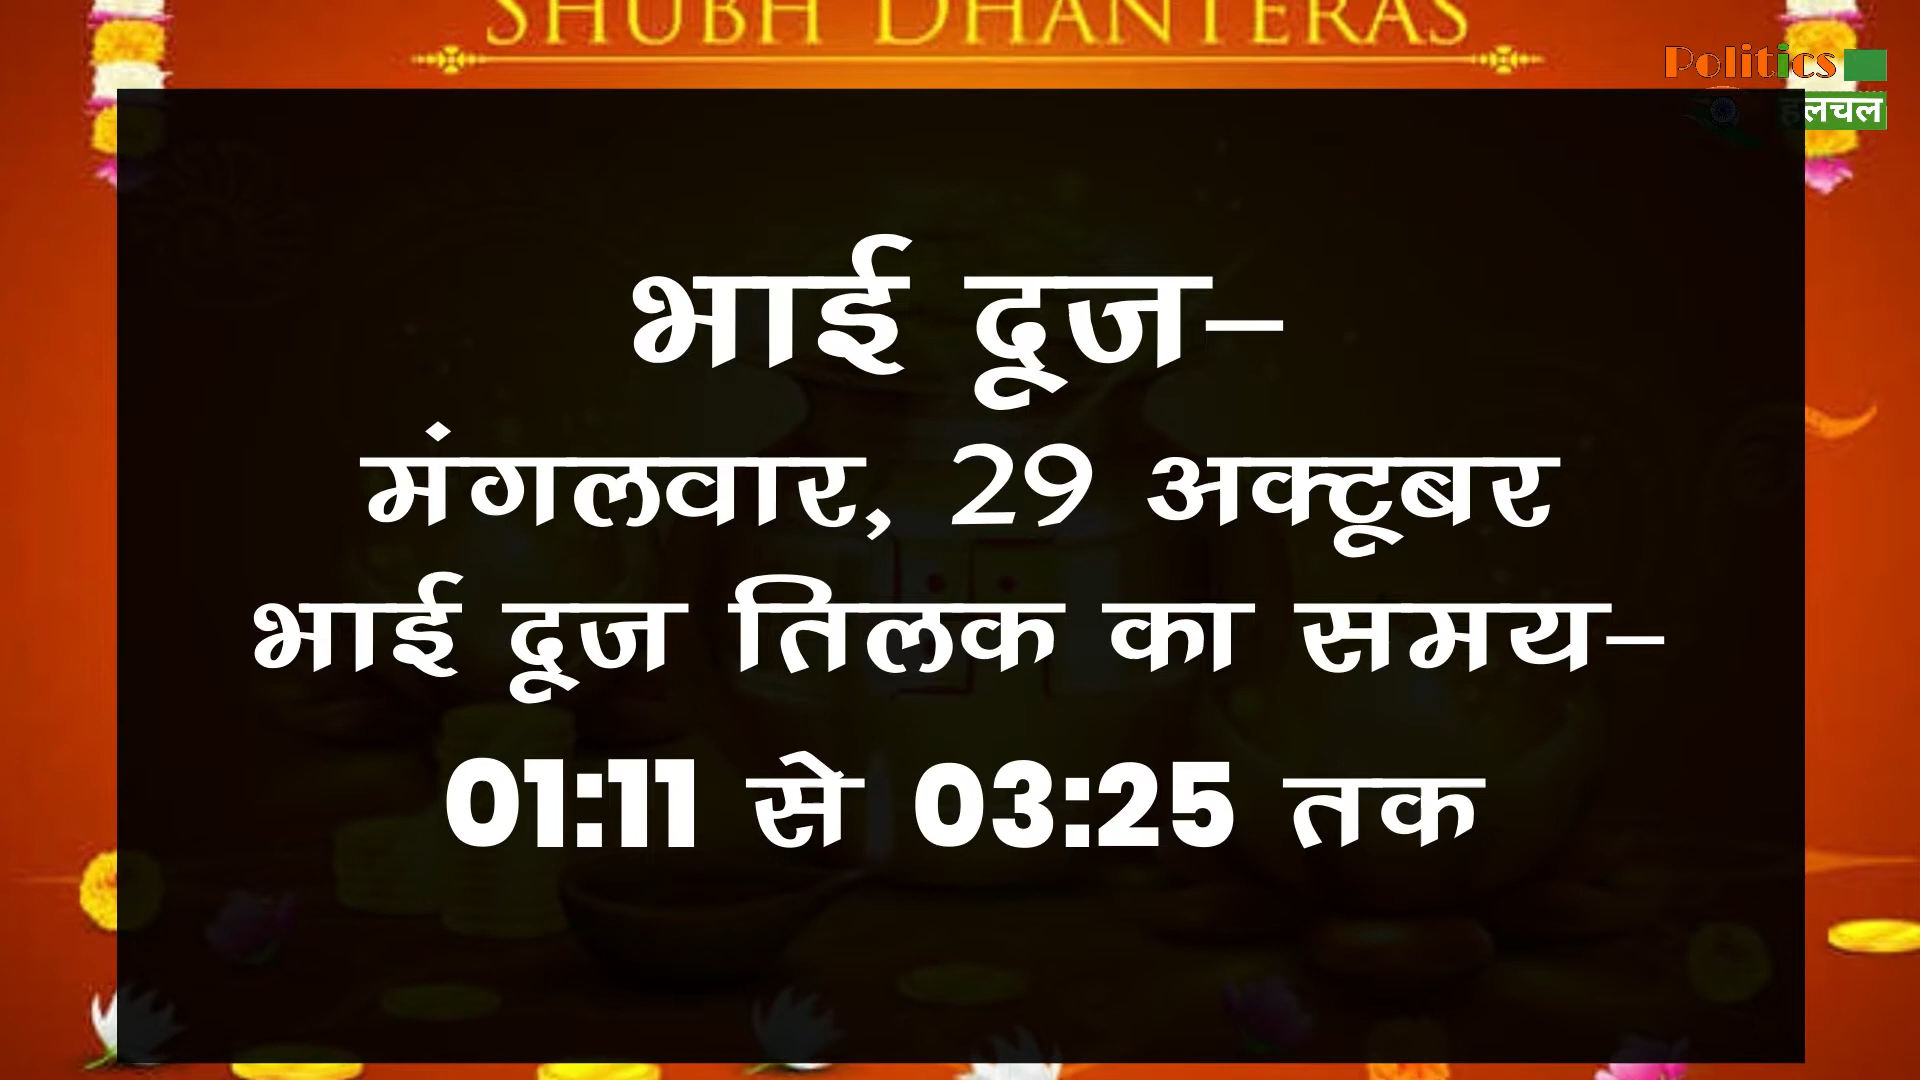 SHUBH DHANTERAS
Politics
हलचल
भाई दूज-
मंगलवार, 29 अक्टूबर
भाई दूज तिलक का समय-
01:11 से 03:25 तक